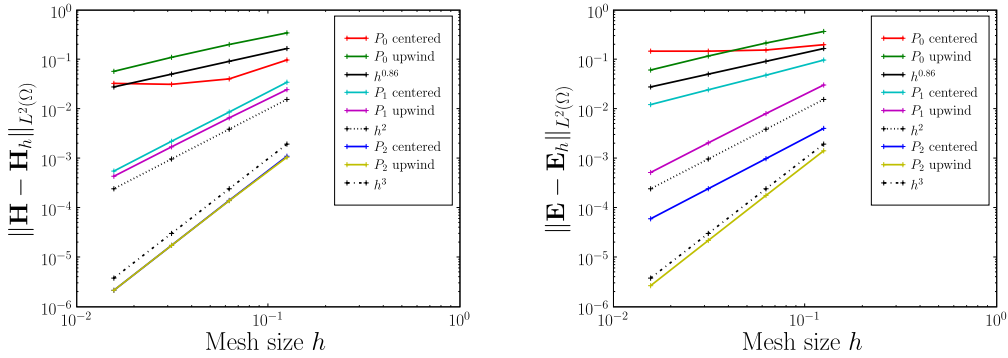 10^0
10^-1
10^-2
10^-3
10^-4
10^-5
10^-6
||H − H_h||_{L^2(Ω)}
10^-2
10^-1
10^0
Mesh size h
P_0 centered
P_0 upwind
h^0.86
P_1 centered
P_1 upwind
h^2
P_2 centered
P_2 upwind
h^3
10^0
10^-1
10^-2
10^-3
10^-4
10^-5
10^-6
||E − E_h||_{L^2(Ω)}
10^-2
10^-1
10^0
Mesh size h
P_0 centered
P_0 upwind
h^0.86
P_1 centered
P_1 upwind
h^2
P_2 centered
P_2 upwind
h^3